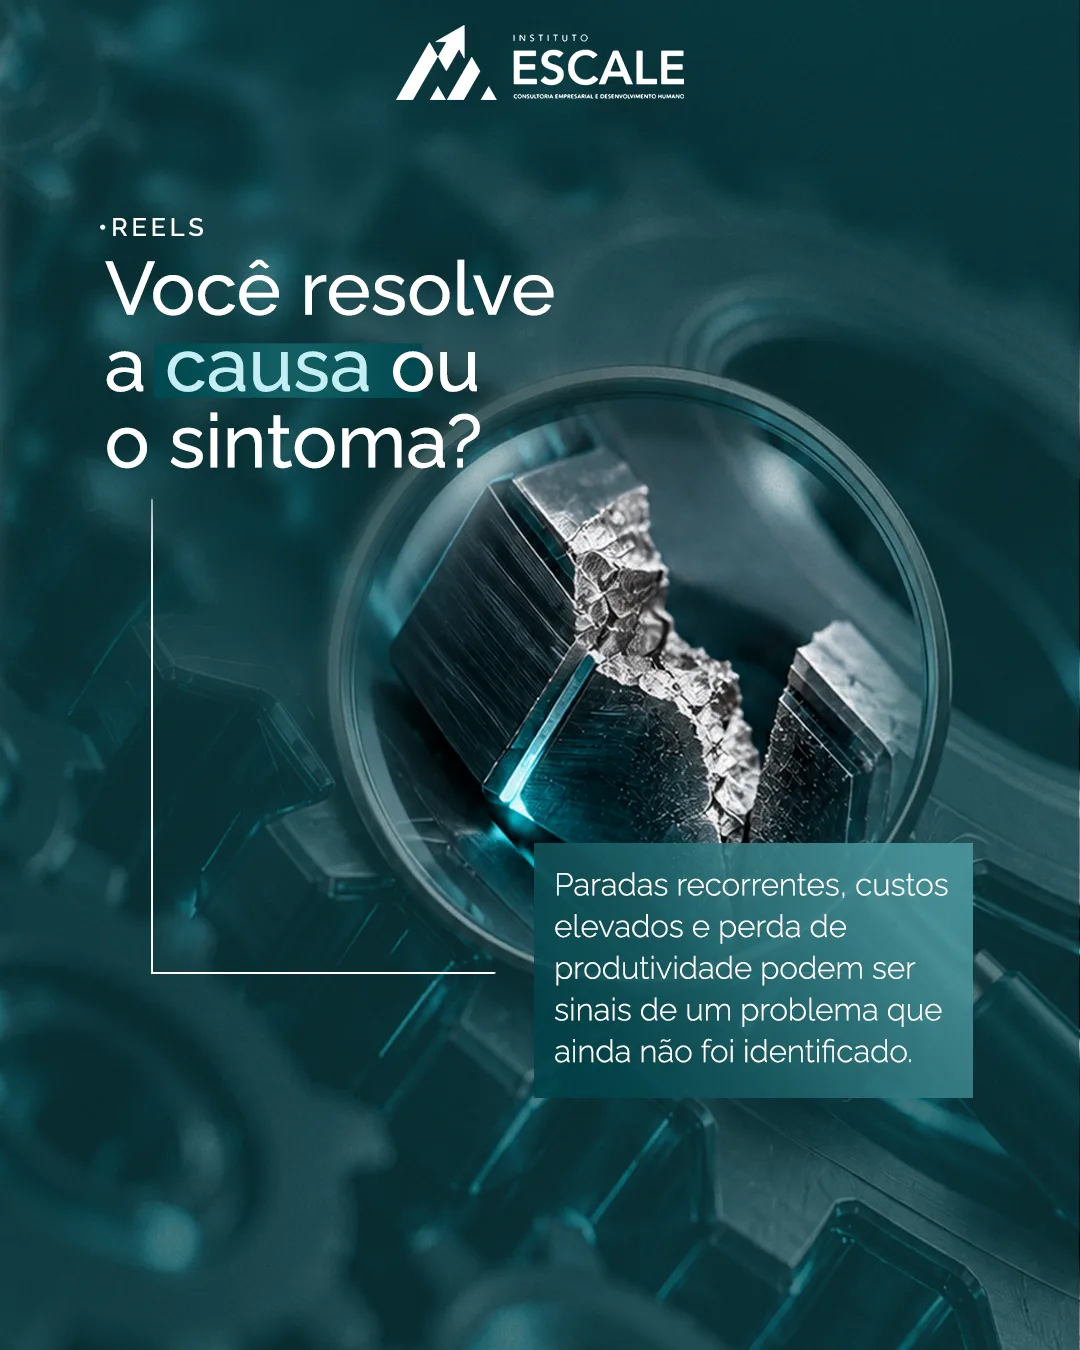 INSTITUTO
ESCALE
CONSULTORIA EMPRESARIAL E DESENVOLVIMENTO HUMANO
•REELS
Você resolve
a causa ou
o sintoma?
Paradas recorrentes, custos
elevados e perda de
produtividade podem ser
sinais de um problema que
ainda não foi identificado.